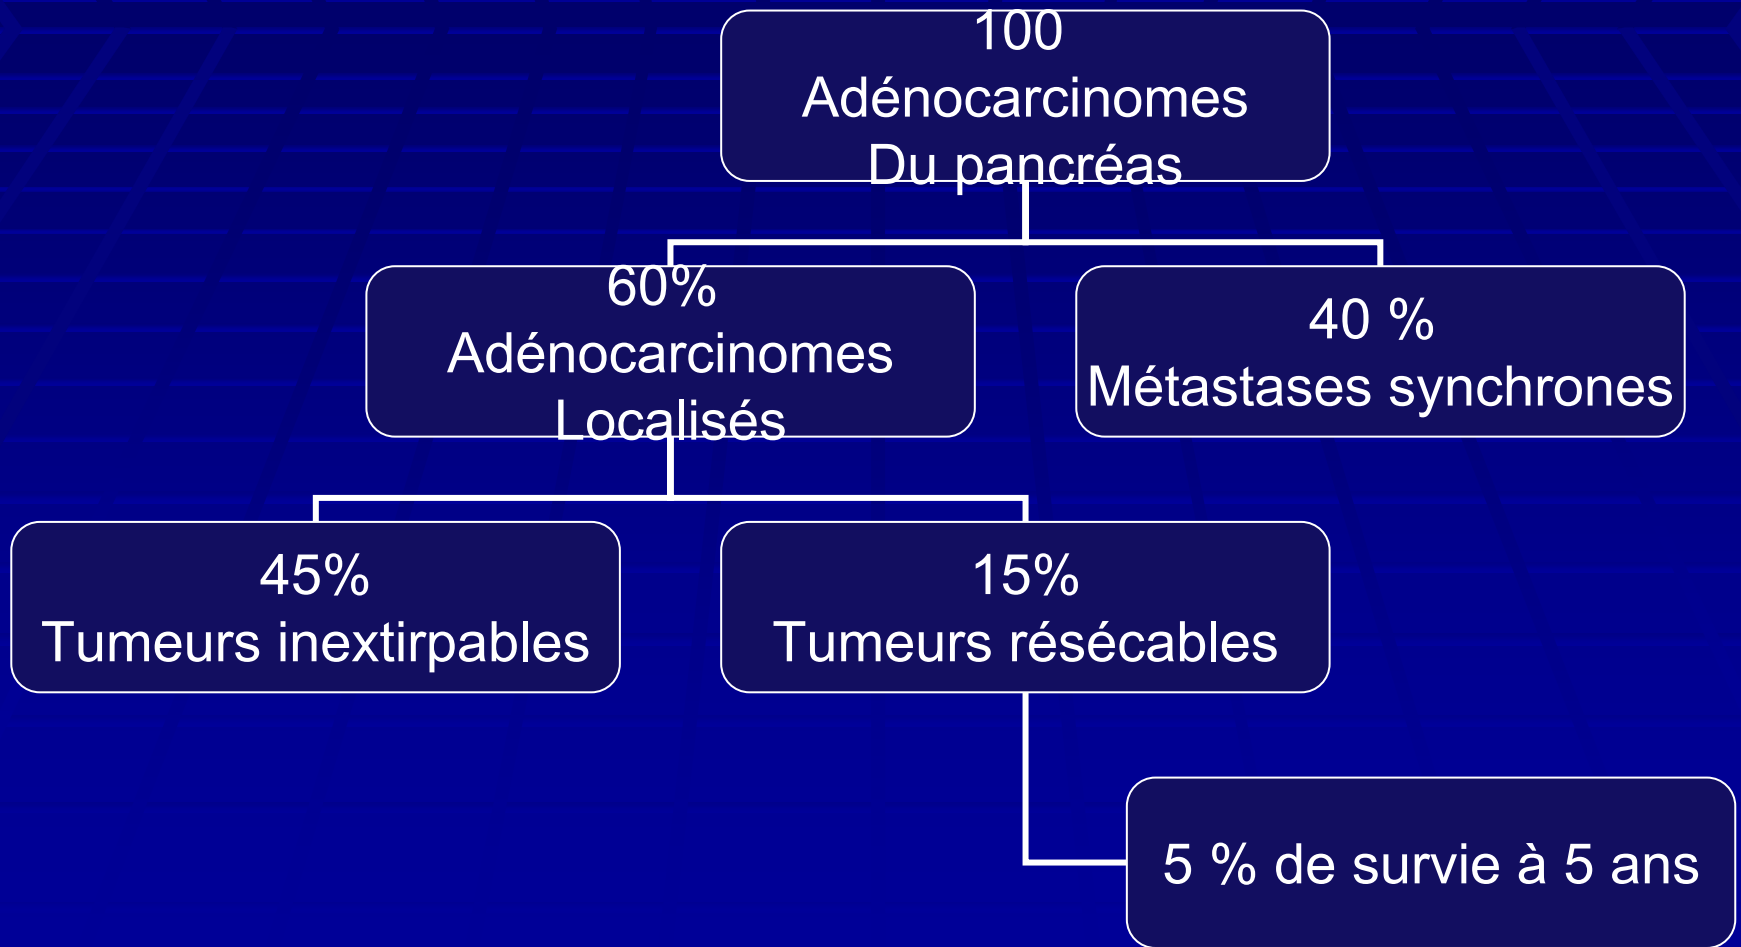 100
Adénocarcinomes
Du pancréas
60%
Adénocarcinomes
Localisés
40 %
Métastases synchrones
45%
Tumeurs inextirpables
15%
Tumeurs résécables
5 % de survie à 5 ans